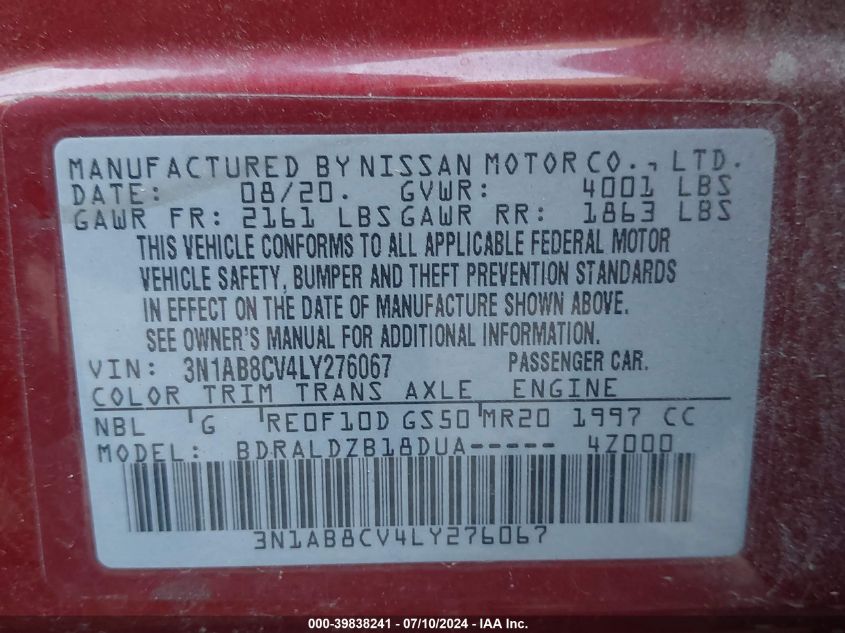 MANUFACTURED BY NISSAN MOTOR CO., LTD.
DATE: 08/20. GVWR: 4001 LBS
GAWR FR: 2161 LBS GAWR RR: 1863 LBS
THIS VEHICLE CONFORMS TO ALL APPLICABLE FEDERAL MOTOR
VEHICLE SAFETY, BUMPER AND THEFT PREVENTION STANDARDS
IN EFFECT ON THE DATE OF MANUFACTURE SHOWN ABOVE.
SEE OWNER'S MANUAL FOR ADDITIONAL INFORMATION.
VIN: 3N1AB8CV4LY276067 PASSENGER CAR.
COLOR TRIM TRANS AXLE ENGINE
NBL G RE0F10D GS50 MR20 1997 CC
MODEL: BDRALDZB18DUA----- 4Z000
3N1AB8CV4LY276067
000-39838241 - 07/10/2024 - IAA Inc.